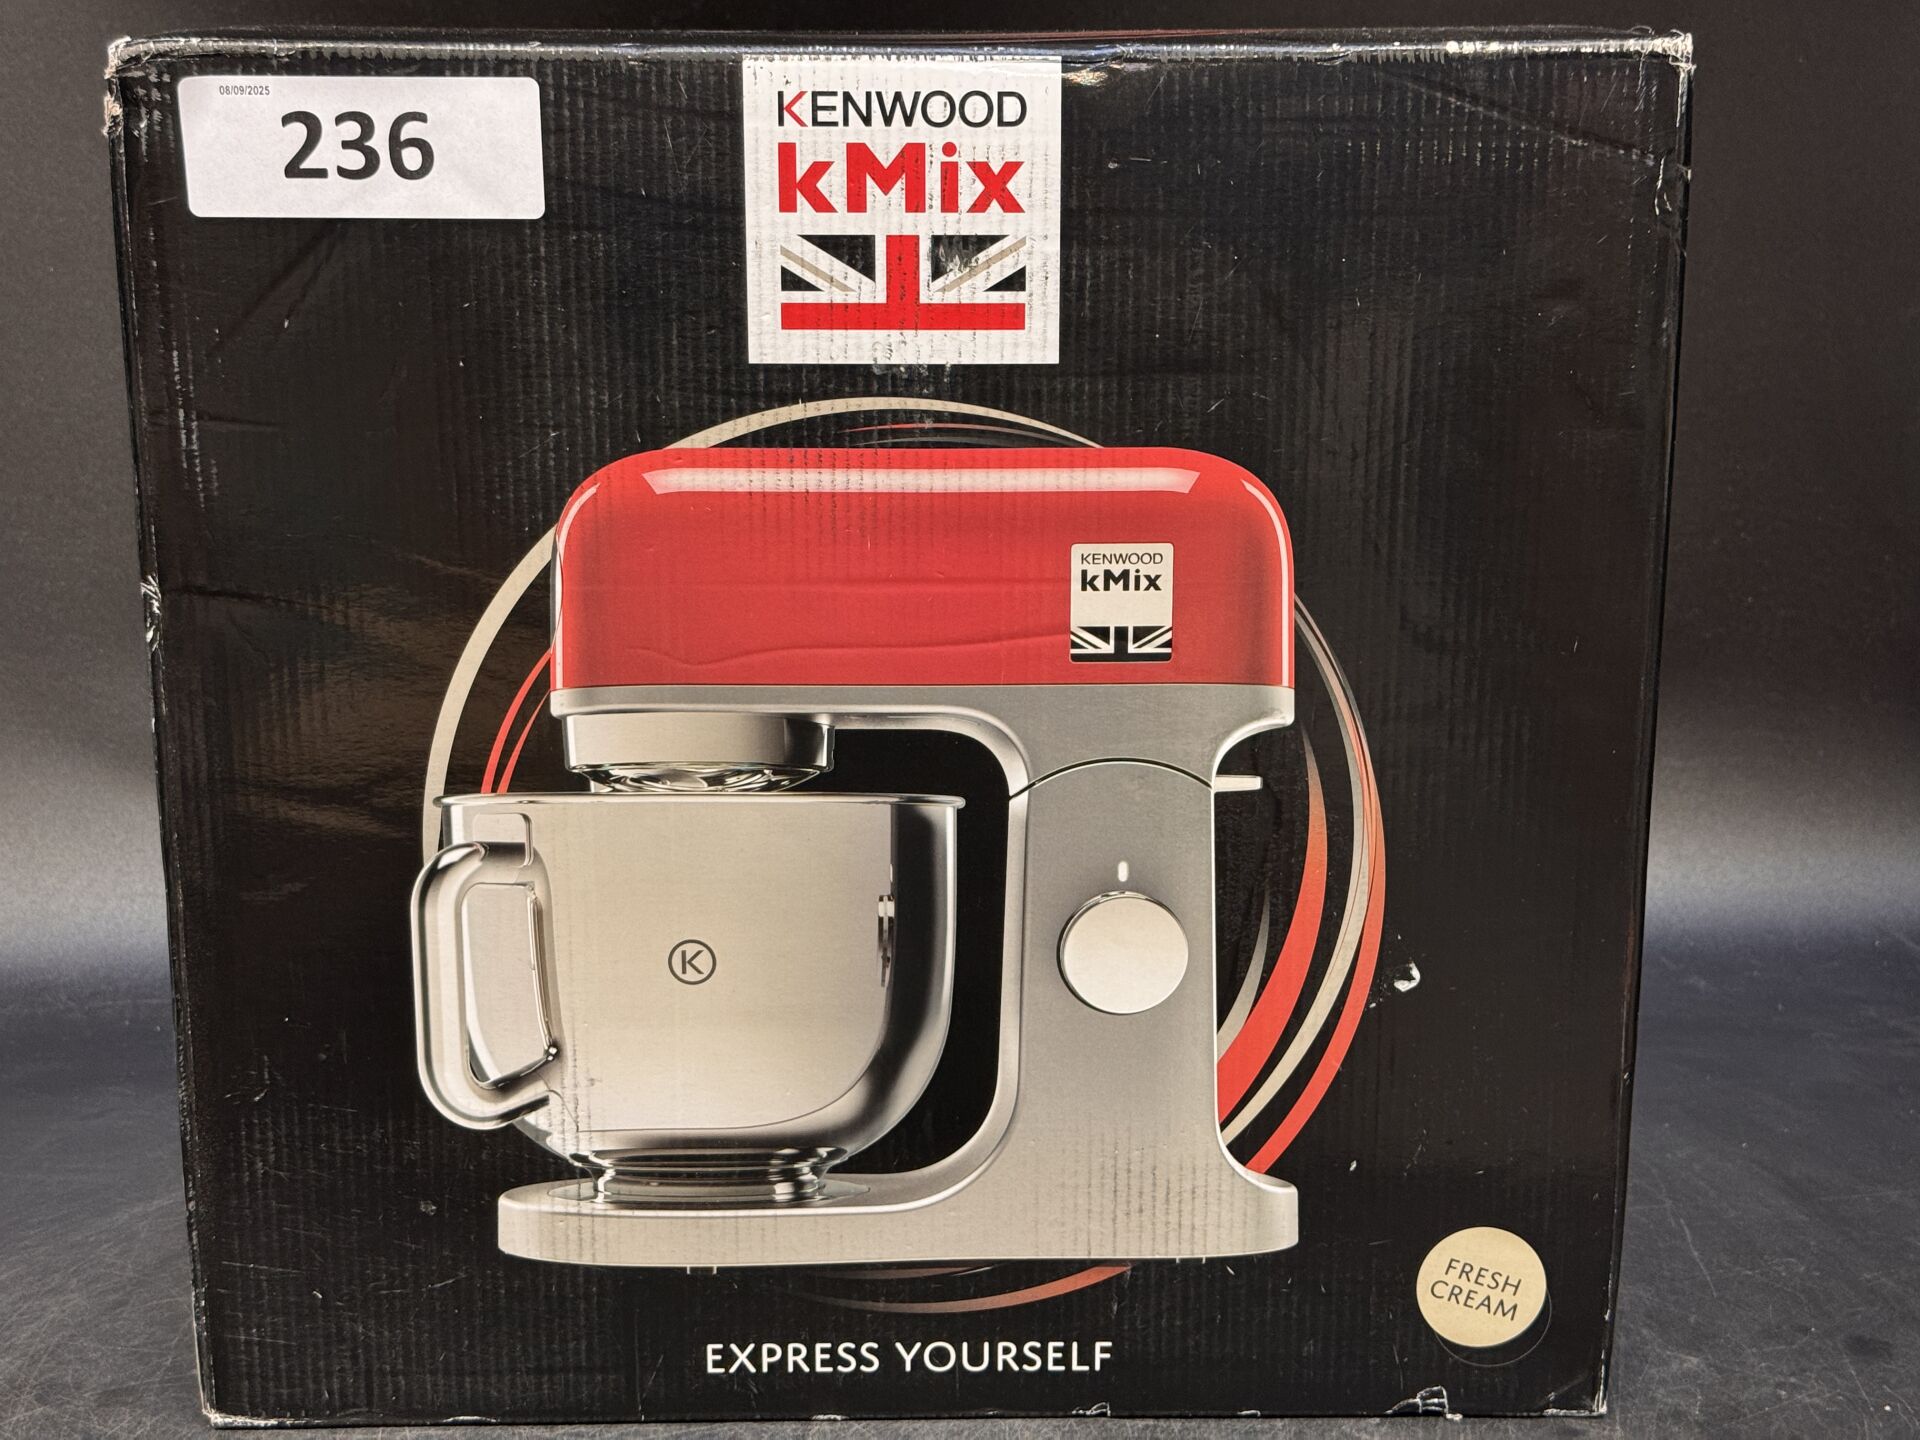 08/09/2025
236
KENWOOD
kMix
KENWOOD
kMix
K
FRESH
CREAM
EXPRESS YOURSELF